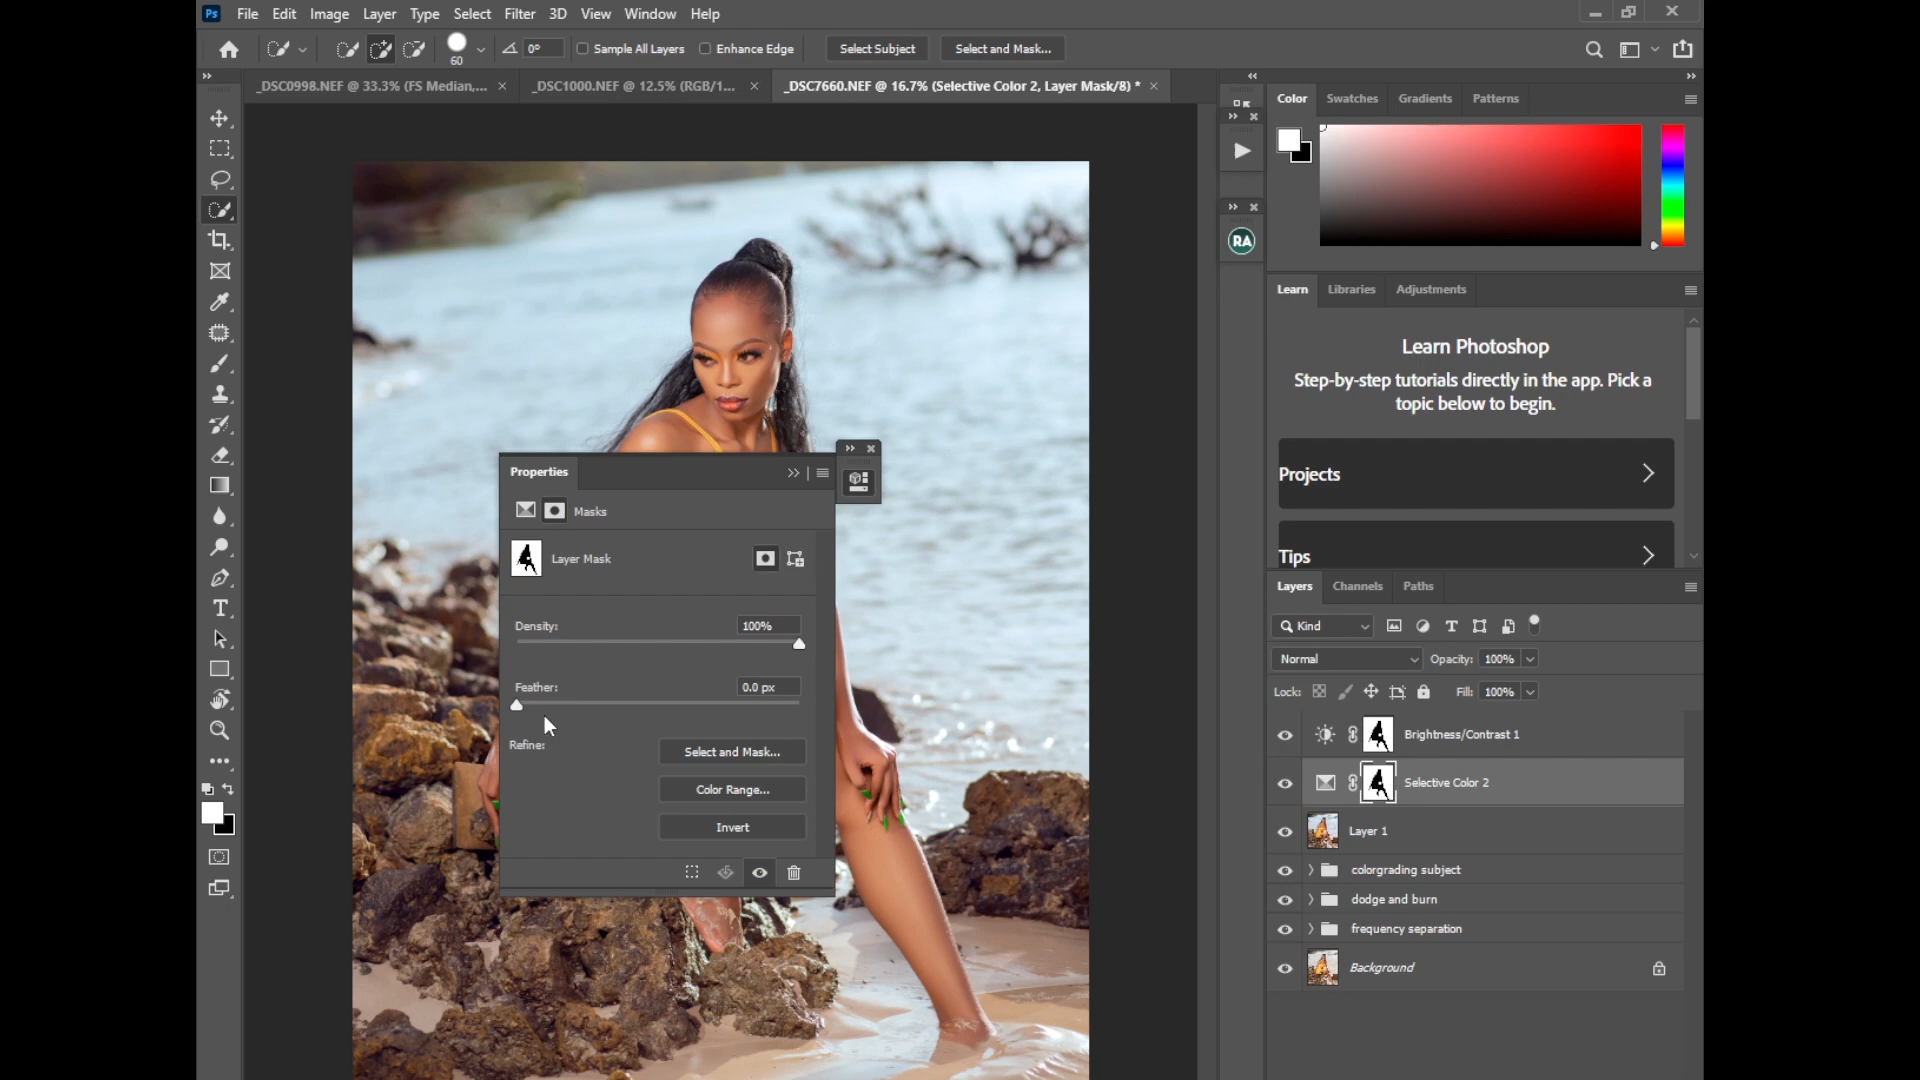 Ps File Edit Image Layer Type Select Filter 3D View Window Help
60 0° Sample All Layers Enhance Edge Select Subject Select and Mask...
_DSC0998.NEF @ 33.3% (FS Median,... × _DSC1000.NEF @ 12.5% (RGB/1... × _DSC7660.NEF @ 16.7% (Selective Color 2, Layer Mask/8) * ×
Color Swatches Gradients Patterns
RA
Learn Libraries Adjustments
Learn Photoshop
Step-by-step tutorials directly in the app. Pick a
topic below to begin.
Projects
Tips
Properties
Masks
Layer Mask
Density: 100%
Feather: 0.0 px
Refine:
Select and Mask...
Color Range...
Invert
Layers Channels Paths
Kind
Normal Opacity: 100%
Lock: Fill: 100%
Brightness/Contrast 1
Selective Color 2
Layer 1
colorgrading subject
dodge and burn
frequency separation
Background